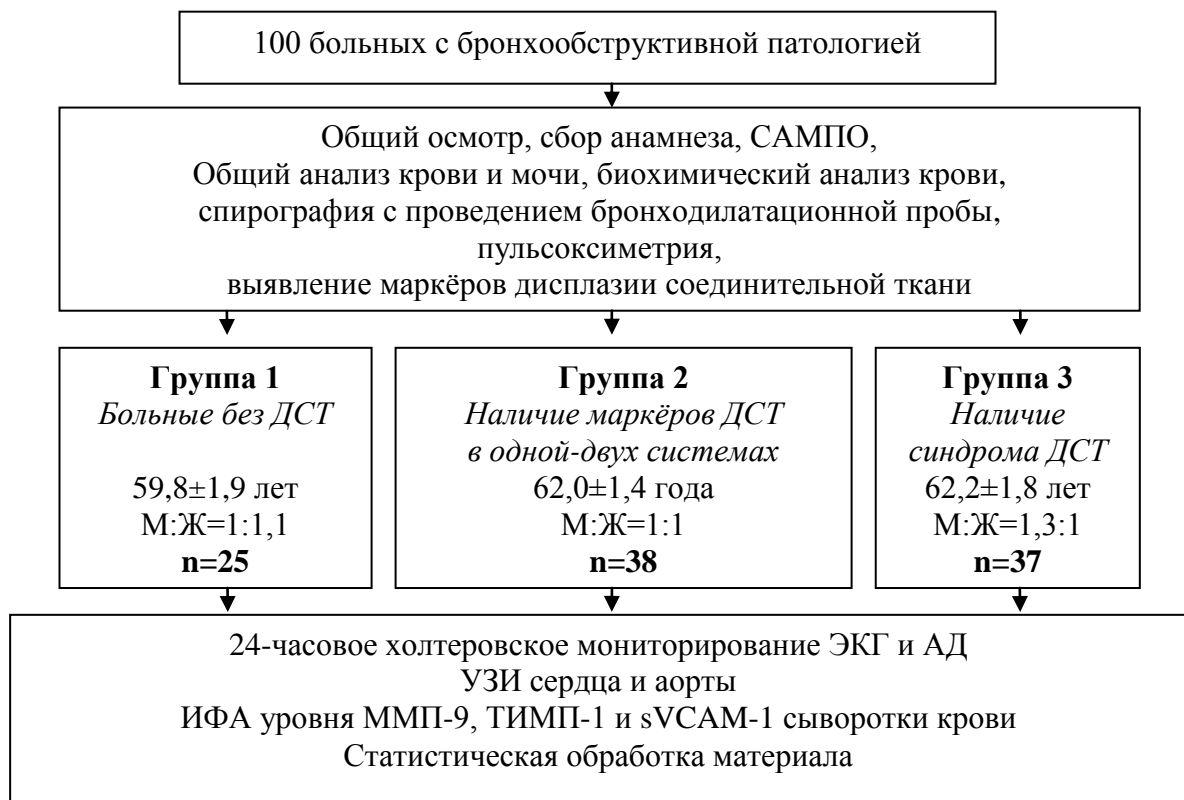 100 больных с бронхообструктивной патологией
Общий осмотр, сбор анамнеза, САМПО,
Общий анализ крови и мочи, биохимический анализ крови,
спирография с проведением бронходилатационной пробы,
пульсоксиметрия,
выявление маркёров дисплазии соединительной ткани
Группа 1
Больные без ДСТ
59,8±1,9 лет
М:Ж=1:1,1
n=25
Группа 2
Наличие маркёров ДСТ
в одной-двух системах
62,0±1,4 года
М:Ж=1:1
n=38
Группа 3
Наличие
синдрома ДСТ
62,2±1,8 лет
М:Ж=1,3:1
n=37
24-часовое холтеровское мониторирование ЭКГ и АД
УЗИ сердца и аорты
ИФА уровня ММП-9, ТИМП-1 и sVCAM-1 сыворотки крови
Статистическая обработка материала